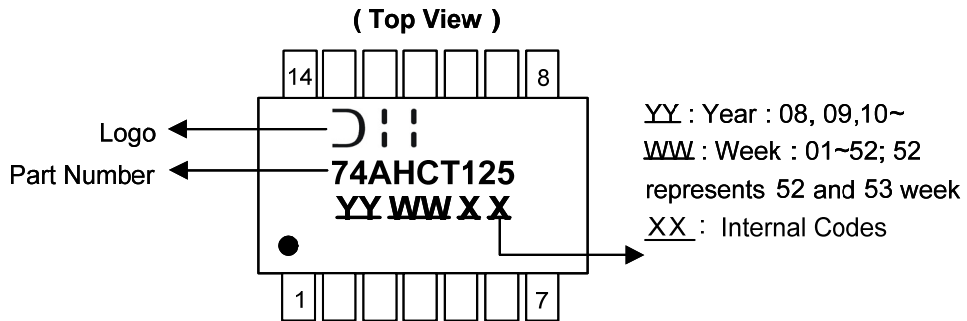 ( Top View )
14 8
Logo
Part Number
74AHCT125
YY WW X X
1 7
YY : Year : 08, 09,10~
WW : Week : 01~52; 52
represents 52 and 53 week
XX : Internal Codes